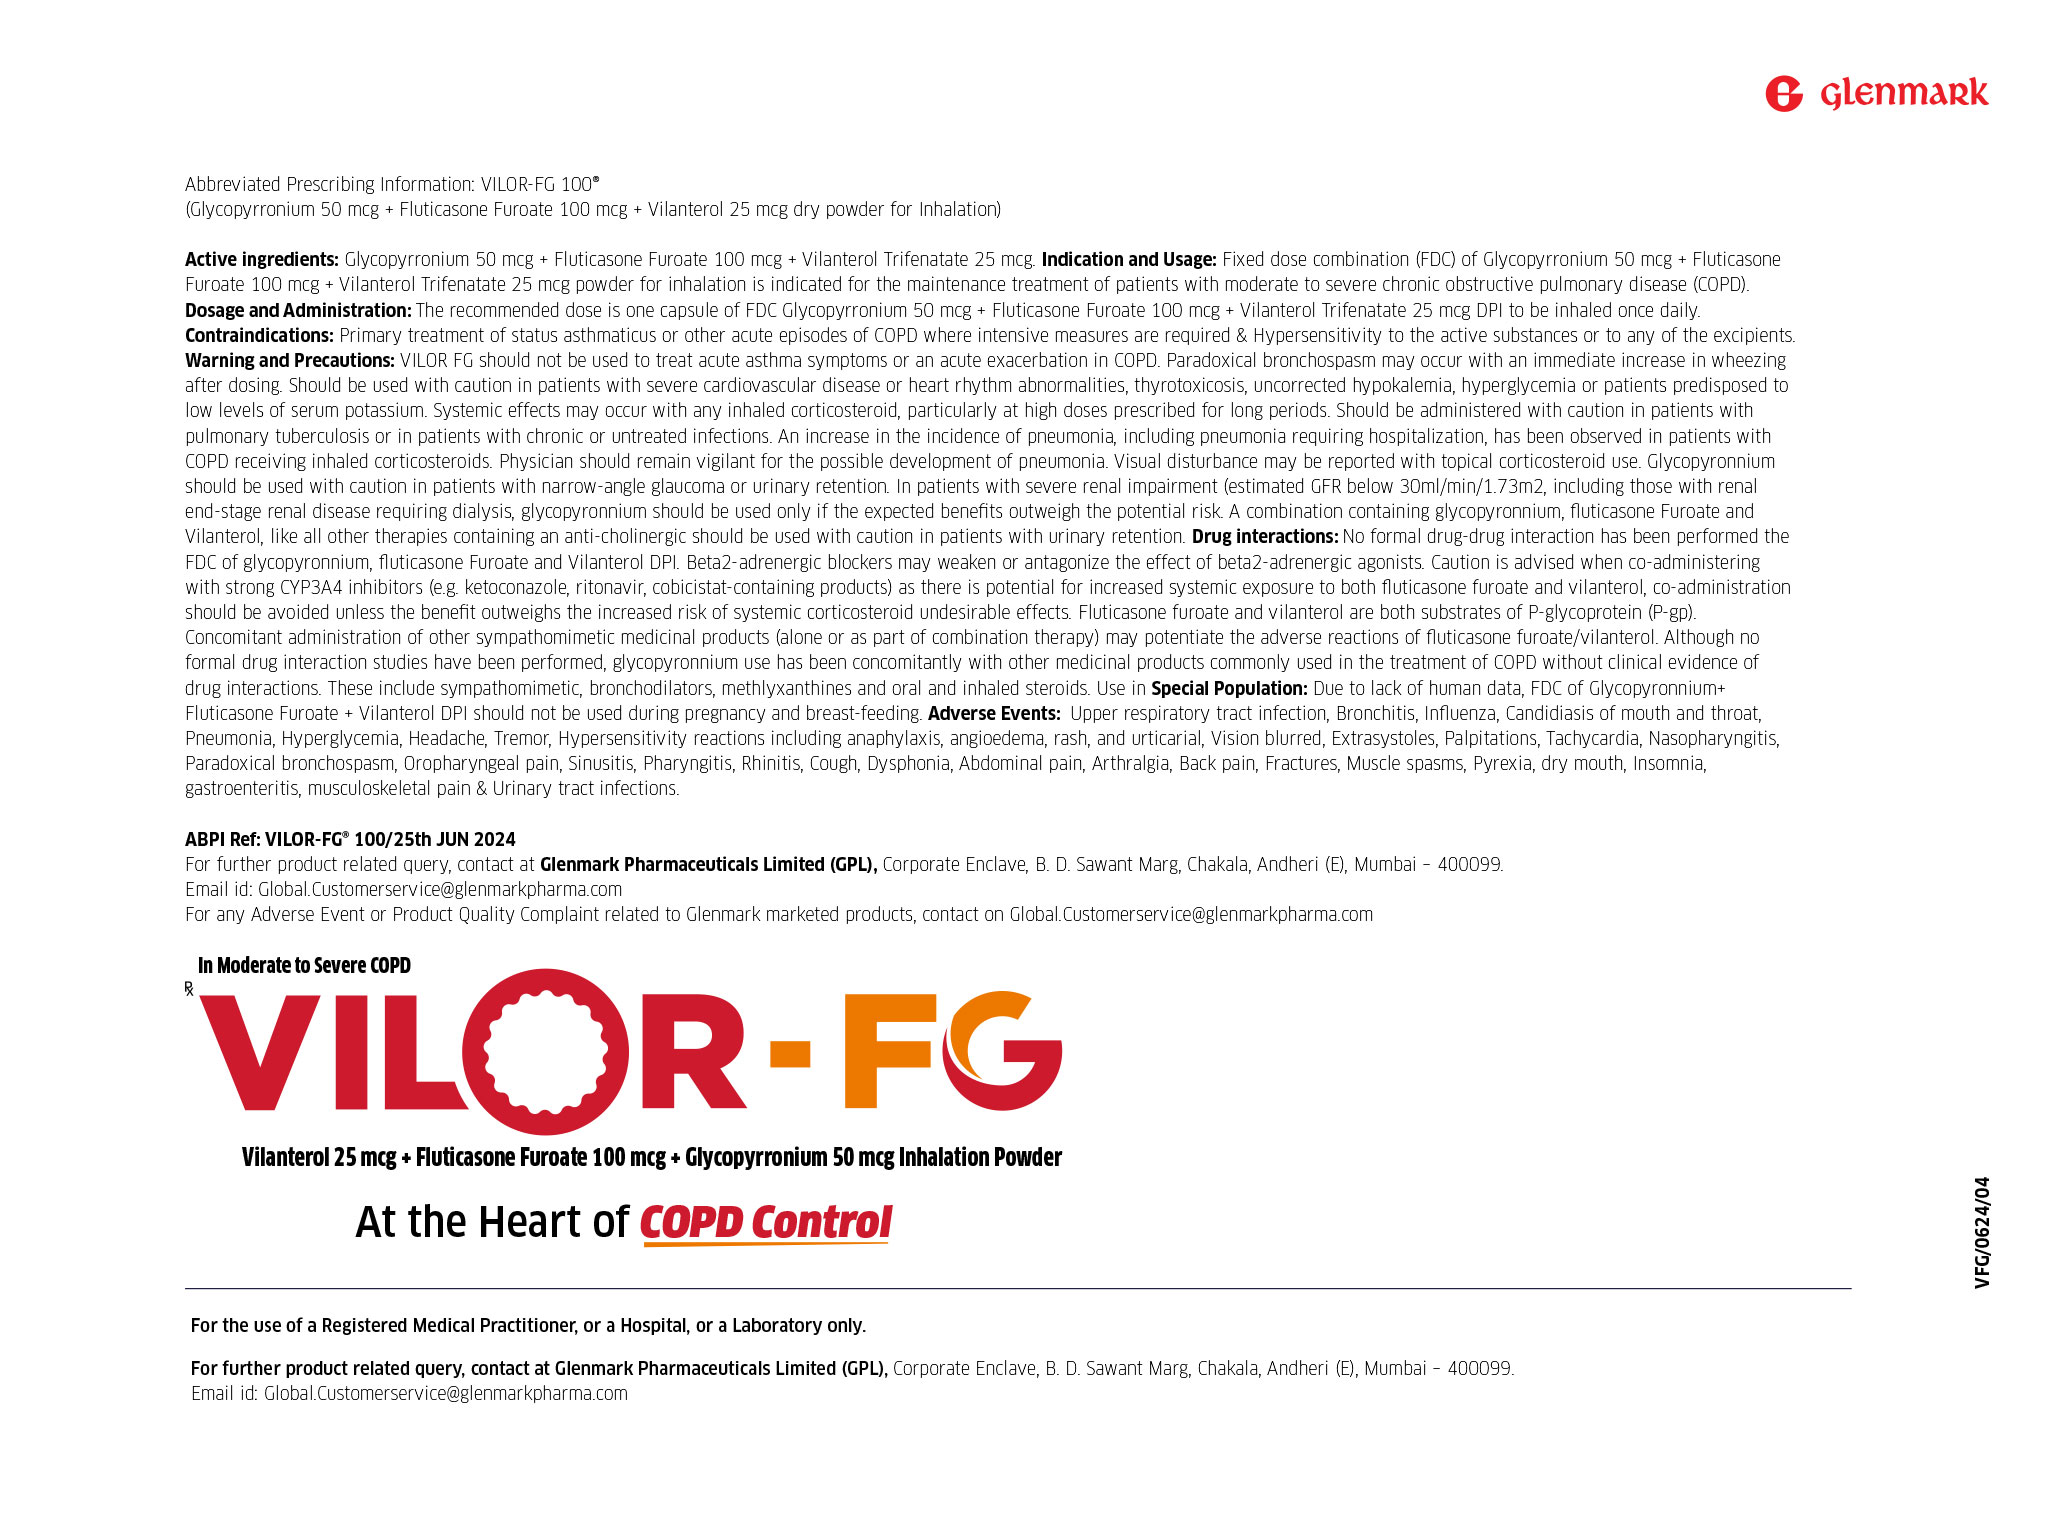 glenmark
Abbreviated Prescribing Information: VILOR-FG 100®
(Glycopyrronium 50 mcg + Fluticasone Furoate 100 mcg + Vilanterol 25 mcg dry powder for Inhalation)
Active ingredients: Glycopyrronium 50 mcg + Fluticasone Furoate 100 mcg + Vilanterol Trifenatate 25 mcg. Indication and Usage: Fixed dose combination (FDC) of Glycopyrronium 50 mcg + Fluticasone
Furoate 100 mcg + Vilanterol Trifenatate 25 mcg powder for inhalation is indicated for the maintenance treatment of patients with moderate to severe chronic obstructive pulmonary disease (COPD).
Dosage and Administration: The recommended dose is one capsule of FDC Glycopyrronium 50 mcg + Fluticasone Furoate 100 mcg + Vilanterol Trifenatate 25 mcg DPI to be inhaled once daily.
Contraindications: Primary treatment of status asthmaticus or other acute episodes of COPD where intensive measures are required & Hypersensitivity to the active substances or to any of the excipients.
Warning and Precautions: VILOR FG should not be used to treat acute asthma symptoms or an acute exacerbation in COPD. Paradoxical bronchospasm may occur with an immediate increase in wheezing
after dosing. Should be used with caution in patients with severe cardiovascular disease or heart rhythm abnormalities, thyrotoxicosis, uncorrected hypokalemia, hyperglycemia or patients predisposed to
low levels of serum potassium. Systemic effects may occur with any inhaled corticosteroid, particularly at high doses prescribed for long periods. Should be administered with caution in patients with
pulmonary tuberculosis or in patients with chronic or untreated infections. An increase in the incidence of pneumonia, including pneumonia requiring hospitalization, has been observed in patients with
COPD receiving inhaled corticosteroids. Physician should remain vigilant for the possible development of pneumonia. Visual disturbance may be reported with topical corticosteroid use. Glycopyronnium
should be used with caution in patients with narrow-angle glaucoma or urinary retention. In patients with severe renal impairment (estimated GFR below 30ml/min/1.73m2, including those with renal
end-stage renal disease requiring dialysis, glycopyronnium should be used only if the expected benefits outweigh the potential risk. A combination containing glycopyronnium, fluticasone Furoate and
Vilanterol, like all other therapies containing an anti-cholinergic should be used with caution in patients with urinary retention. Drug interactions: No formal drug-drug interaction has been performed the
FDC of glycopyronnium, fluticasone Furoate and Vilanterol DPI. Beta2-adrenergic blockers may weaken or antagonize the effect of beta2-adrenergic agonists. Caution is advised when co-administering
with strong CYP3A4 inhibitors (e.g. ketoconazole, ritonavir, cobicistat-containing products) as there is potential for increased systemic exposure to both fluticasone furoate and vilanterol, co-administration
should be avoided unless the benefit outweighs the increased risk of systemic corticosteroid undesirable effects. Fluticasone furoate and vilanterol are both substrates of P-glycoprotein (P-gp).
Concomitant administration of other sympathomimetic medicinal products (alone or as part of combination therapy) may potentiate the adverse reactions of fluticasone furoate/vilanterol. Although no
formal drug interaction studies have been performed, glycopyronnium use has been concomitantly with other medicinal products commonly used in the treatment of COPD without clinical evidence of
drug interactions. These include sympathomimetic, bronchodilators, methlyxanthines and oral and inhaled steroids. Use in Special Population: Due to lack of human data, FDC of Glycopyronnium+
Fluticasone Furoate + Vilanterol DPI should not be used during pregnancy and breast-feeding. Adverse Events: Upper respiratory tract infection, Bronchitis, Influenza, Candidiasis of mouth and throat,
Pneumonia, Hyperglycemia, Headache, Tremor, Hypersensitivity reactions including anaphylaxis, angioedema, rash, and urticarial, Vision blurred, Extrasystoles, Palpitations, Tachycardia, Nasopharyngitis,
Paradoxical bronchospasm, Oropharyngeal pain, Sinusitis, Pharyngitis, Rhinitis, Cough, Dysphonia, Abdominal pain, Arthralgia, Back pain, Fractures, Muscle spasms, Pyrexia, dry mouth, Insomnia,
gastroenteritis, musculoskeletal pain & Urinary tract infections.
ABPI Ref: VILOR-FG® 100/25th JUN 2024
For further product related query, contact at Glenmark Pharmaceuticals Limited (GPL), Corporate Enclave, B. D. Sawant Marg, Chakala, Andheri (E), Mumbai – 400099.
Email id: Global.Customerservice@glenmarkpharma.com
For any Adverse Event or Product Quality Complaint related to Glenmark marketed products, contact on Global.Customerservice@glenmarkpharma.com
In Moderate to Severe COPD
℞ VILOR-FG
Vilanterol 25 mcg + Fluticasone Furoate 100 mcg + Glycopyrronium 50 mcg Inhalation Powder
At the Heart of COPD Control
VFG/0624/04
For the use of a Registered Medical Practitioner, or a Hospital, or a Laboratory only.
For further product related query, contact at Glenmark Pharmaceuticals Limited (GPL), Corporate Enclave, B. D. Sawant Marg, Chakala, Andheri (E), Mumbai – 400099.
Email id: Global.Customerservice@glenmarkpharma.com